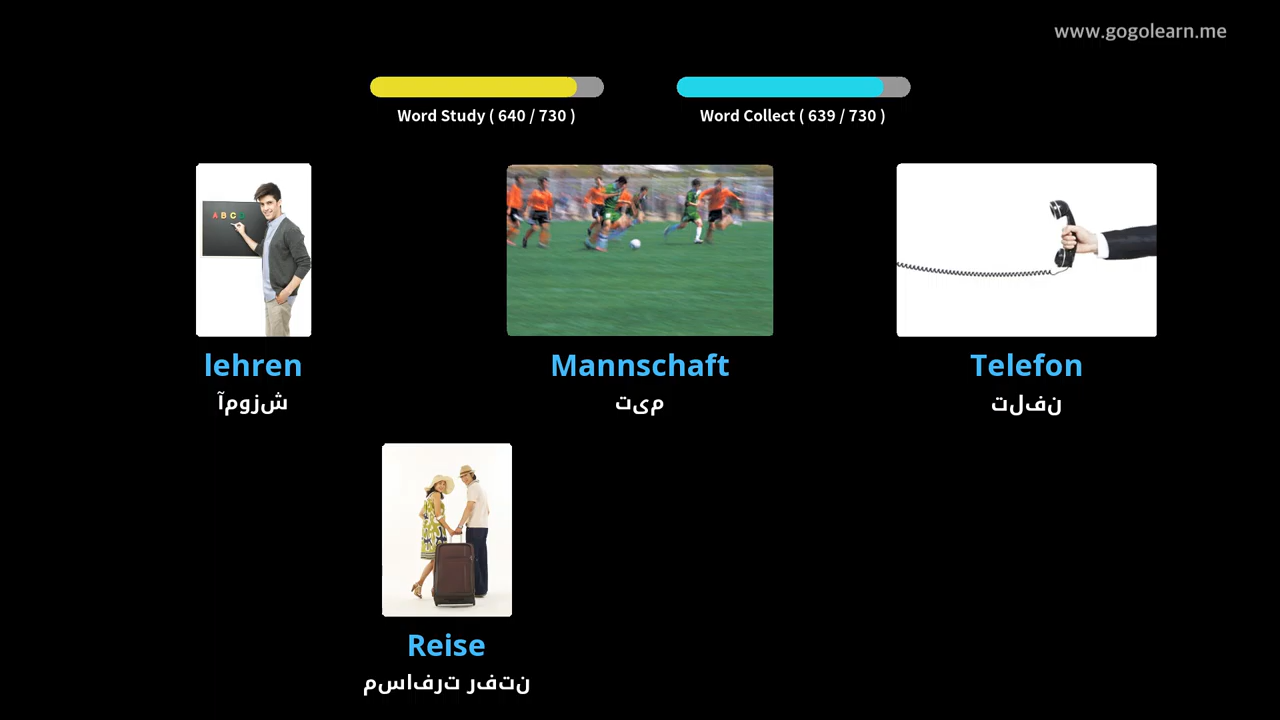 www.gogolearn.me
Word Study ( 640 / 730 )
Word Collect ( 639 / 730 )
lehren
شزومآ
Mannschaft
میت
Telefon
نفلت
Reise
نتفر ترفاسم